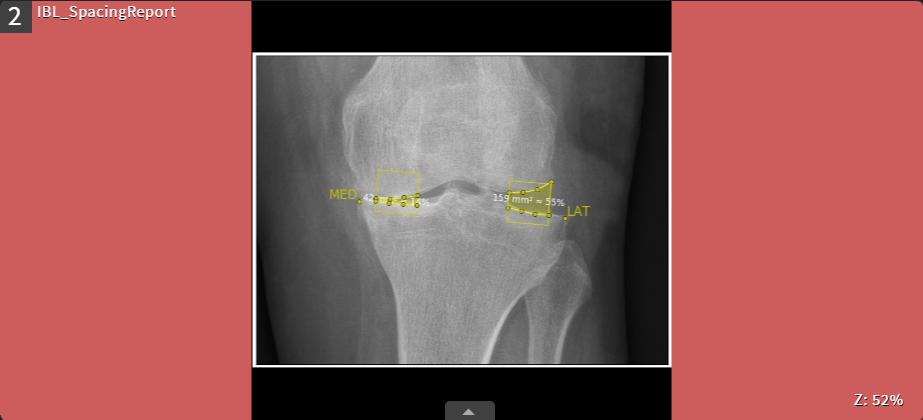 2 IBL_SpacingReport
MED
159 mm² = 55%
LAT
Z: 52%